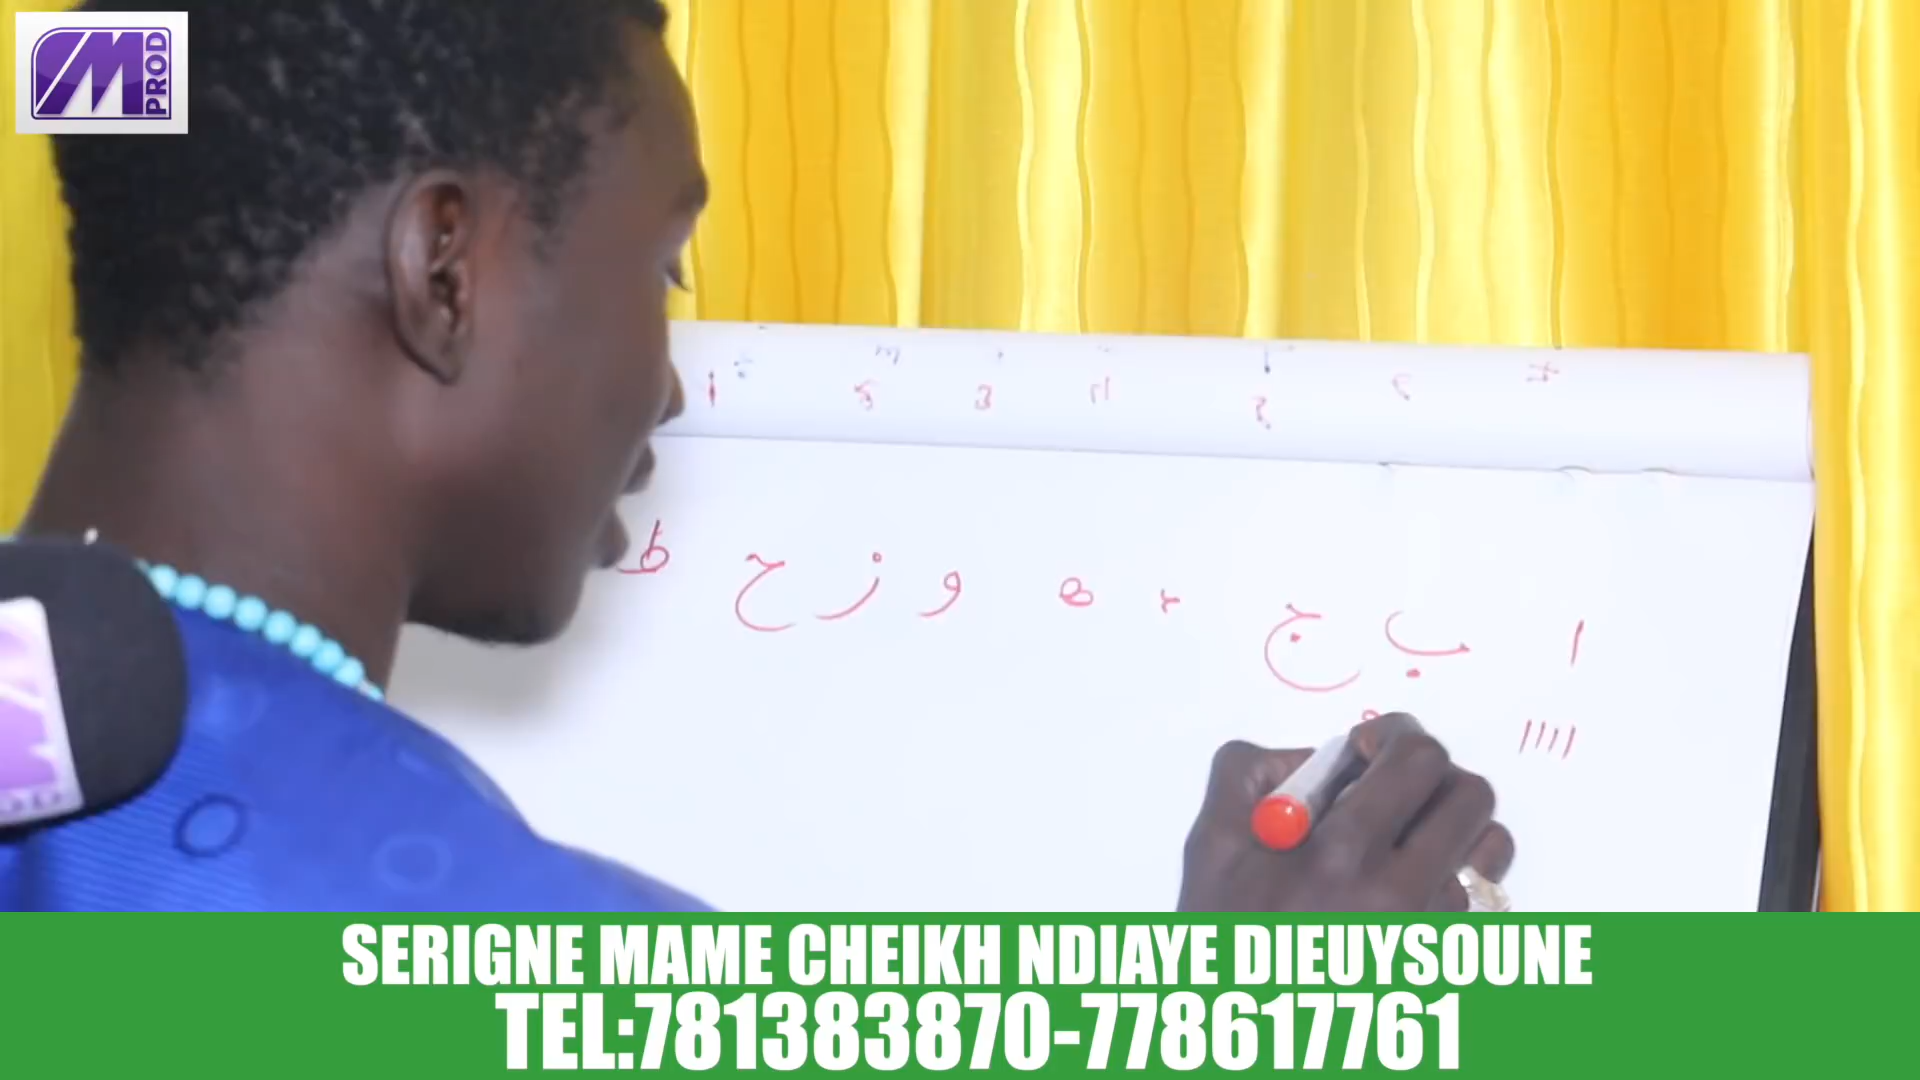 M PROD
ا ب ج د ه و ز ح ط
////
SERIGNE MAME CHEIKH NDIAYE DIEUYSOUNE
TEL:781383870-778617761